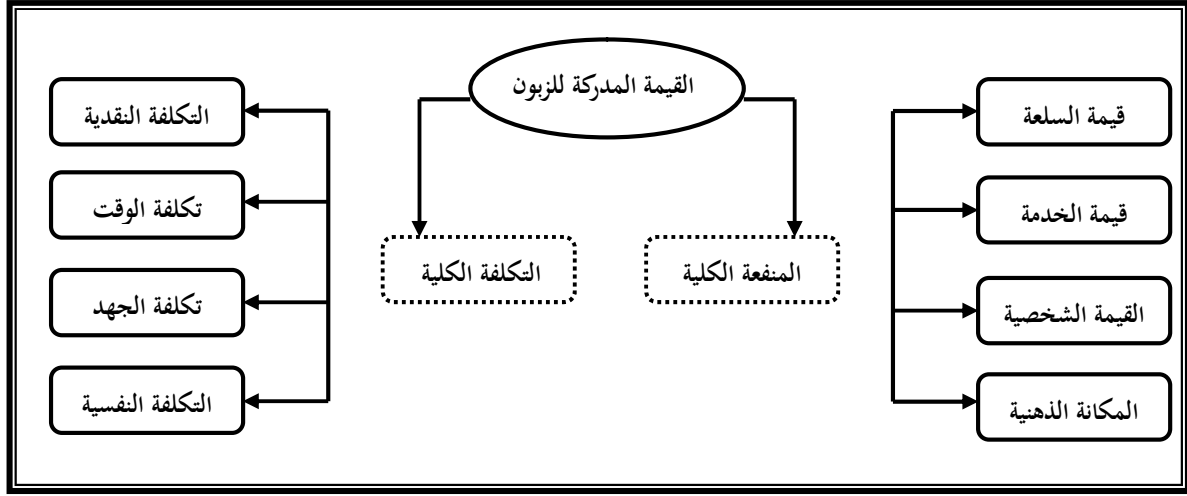 القيمة المدركة للزبون
قيمة السلعة
التكلفة النقدية
قيمة الخدمة
تكلفة الوقت
المنفعة الكلية
التكلفة الكلية
القيمة الشخصية
تكلفة الجهد
المكانة الذهنية
التكلفة النفسية